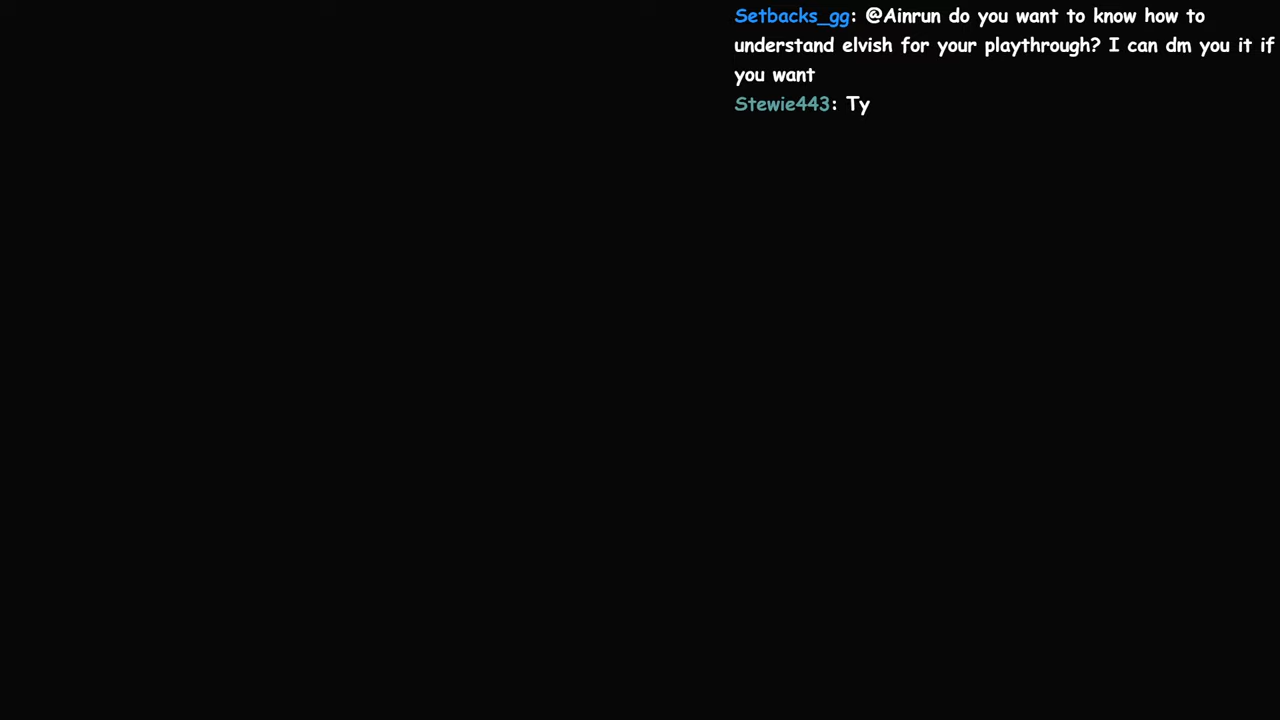 Setbacks_gg: @Ainrun do you want to know how to
understand elvish for your playthrough? I can dm you it if
you want
Stewie443: Ty